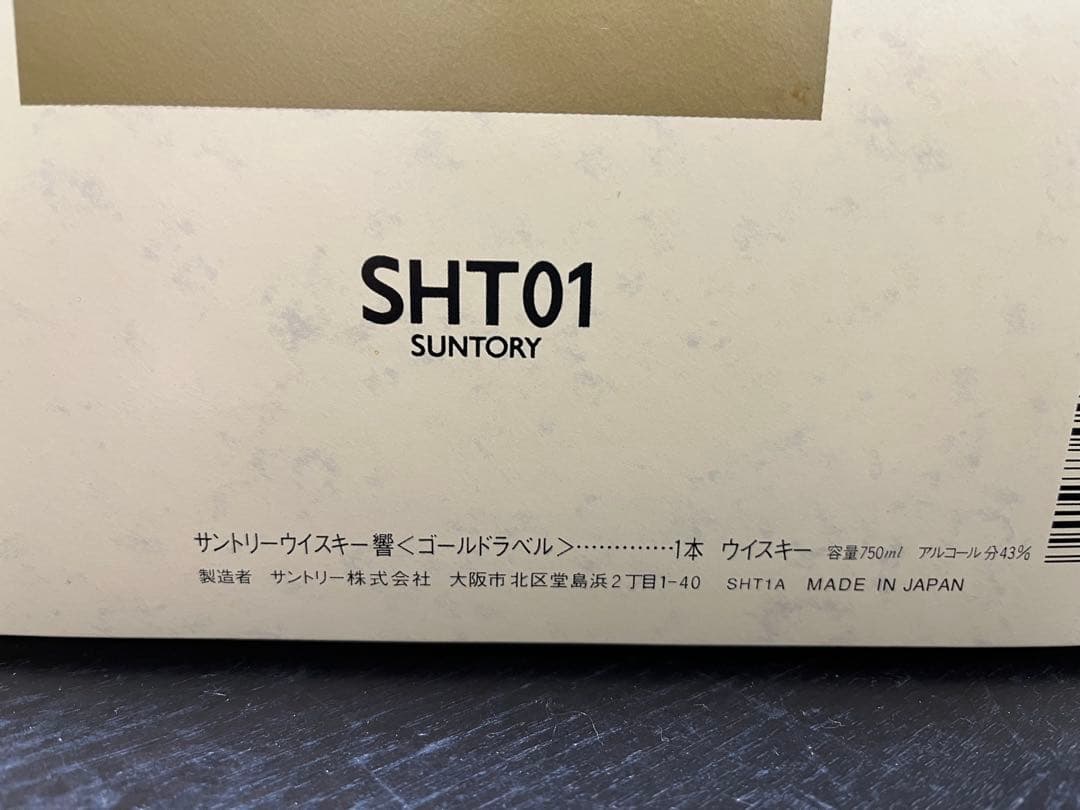 SHT01
SUNTORY
サントリーウイスキー響<ゴールドラベル>·············1本 ウイスキー 容量750ml アルコール分43%
製造者 サントリー株式会社 大阪市北区堂島浜2丁目1-40 SHT1A MADE IN JAPAN